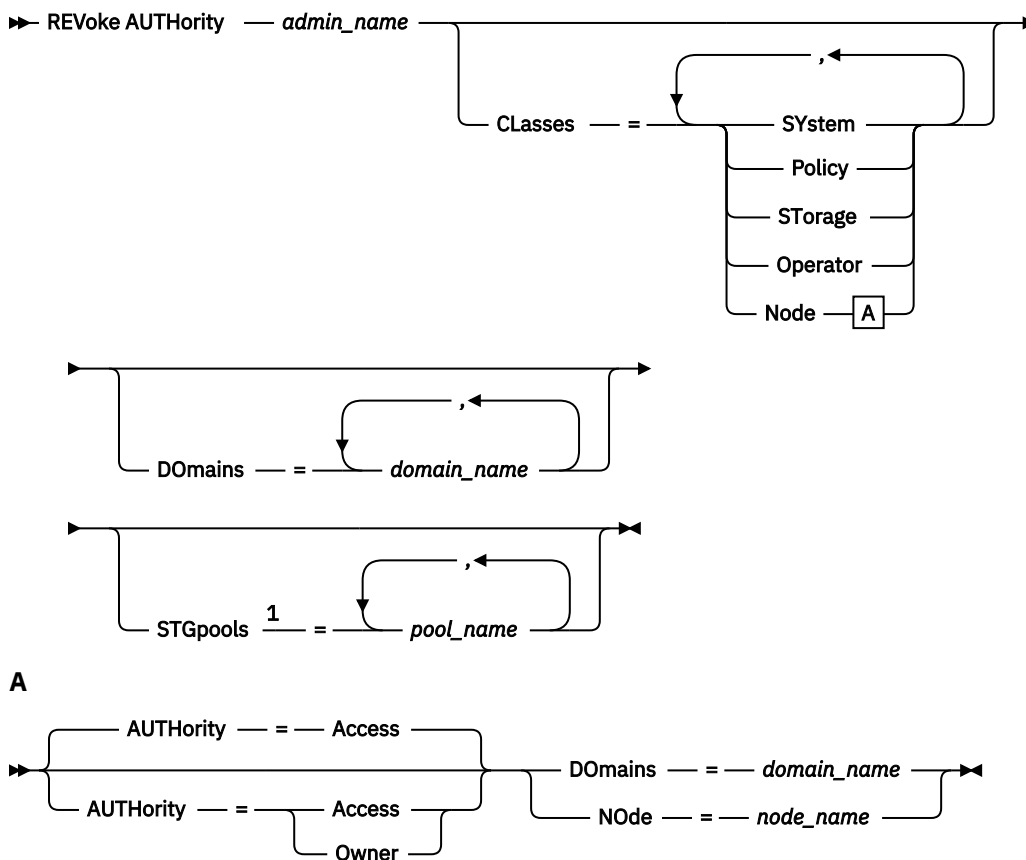 REVoke AUTHority admin_name
,
CLasses = SYstem
Policy
STorage
Operator
Node A
,
DOmains = domain_name
,
STGpools 1 = pool_name
A
AUTHority = Access
DOmains = domain_name
AUTHority = Access
NOde = node_name
Owner